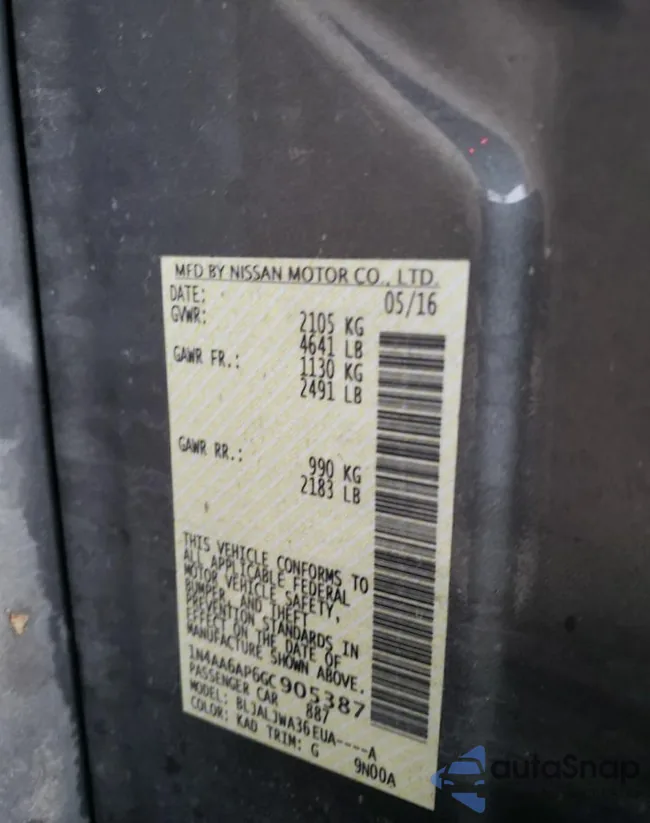 MFD BY NISSAN MOTOR CO., LTD.
DATE: 05/16
GVWR: 2105 KG
4641 LB
GAWR FR.: 1130 KG
2491 LB
GAWR RR.: 990 KG
2183 LB
THIS VEHICLE CONFORMS TO
ALL APPLICABLE FEDERAL
MOTOR VEHICLE SAFETY,
BUMPER, AND THEFT
PREVENTION STANDARDS IN
EFFECT ON THE DATE OF
MANUFACTURE SHOWN ABOVE.
1N4AA6AP6GC905387
PASSENGER CAR 887
MODEL: BLJALJWA36EUA----A
COLOR: KAD TRIM: G 9N00A
autoSnap